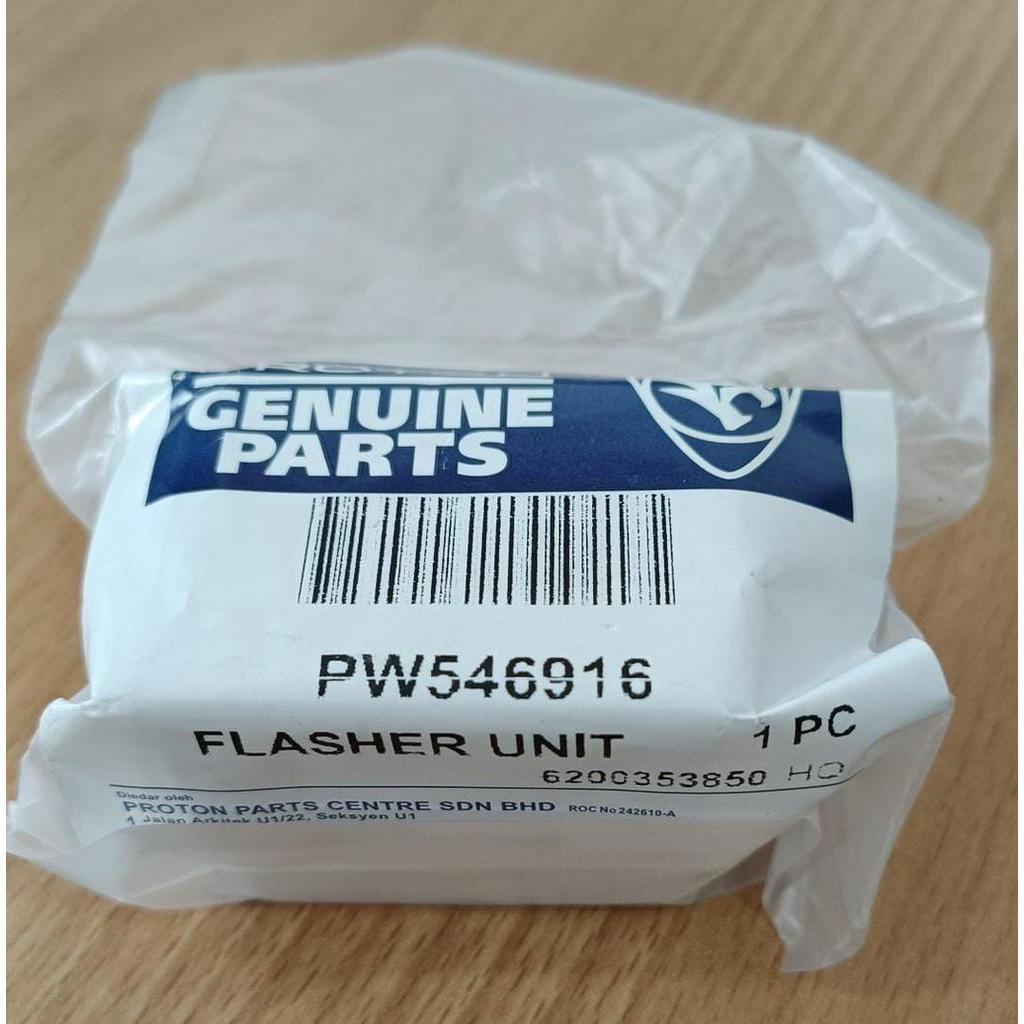 GENUINE
PARTS
PW546916
FLASHER UNIT 1 PC
6200353850 HQ
Diedar oleh
PROTON PARTS CENTRE SDN BHD ROC No 242610-A
1 Jalan Arkitek U1/22, Seksyen U1